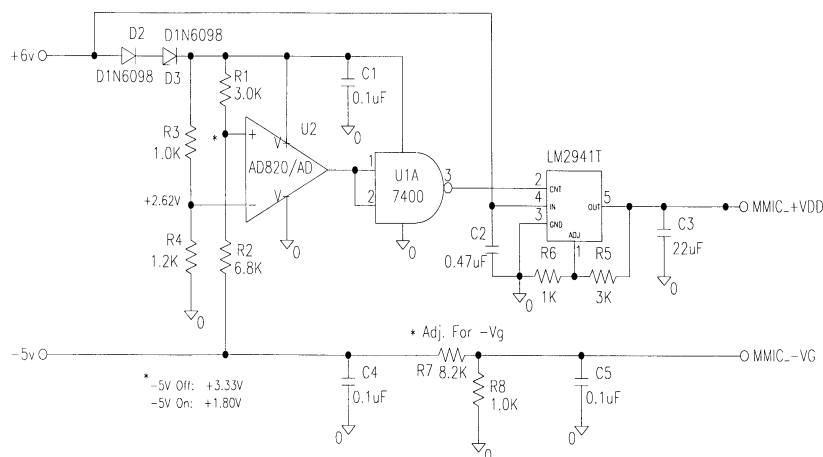 D2
D1N6098
+6v
D1N6098
D3
R1
3.0K
C1
0.1uF
0
U2
R3
1.0K
*
+
V+
AD820/AD
V-
-
+2.62V
1
2
U1A
7400
3
LM2941T
2
CNT
4
IN
3
GND
OUT
5
ADJ
1
MMIC_+VDD
R4
1.2K
R2
6.8K
0
0
0
C2
0.47uF
R6
1K
R5
3K
C3
22uF
0
0
* Adj. For -Vg
-5v
R7
8.2K
MMIC_-VG
*
-5V Off: +3.33V
-5V On: +1.80V
C4
0.1uF
R8
1.0K
C5
0.1uF
0
0
0